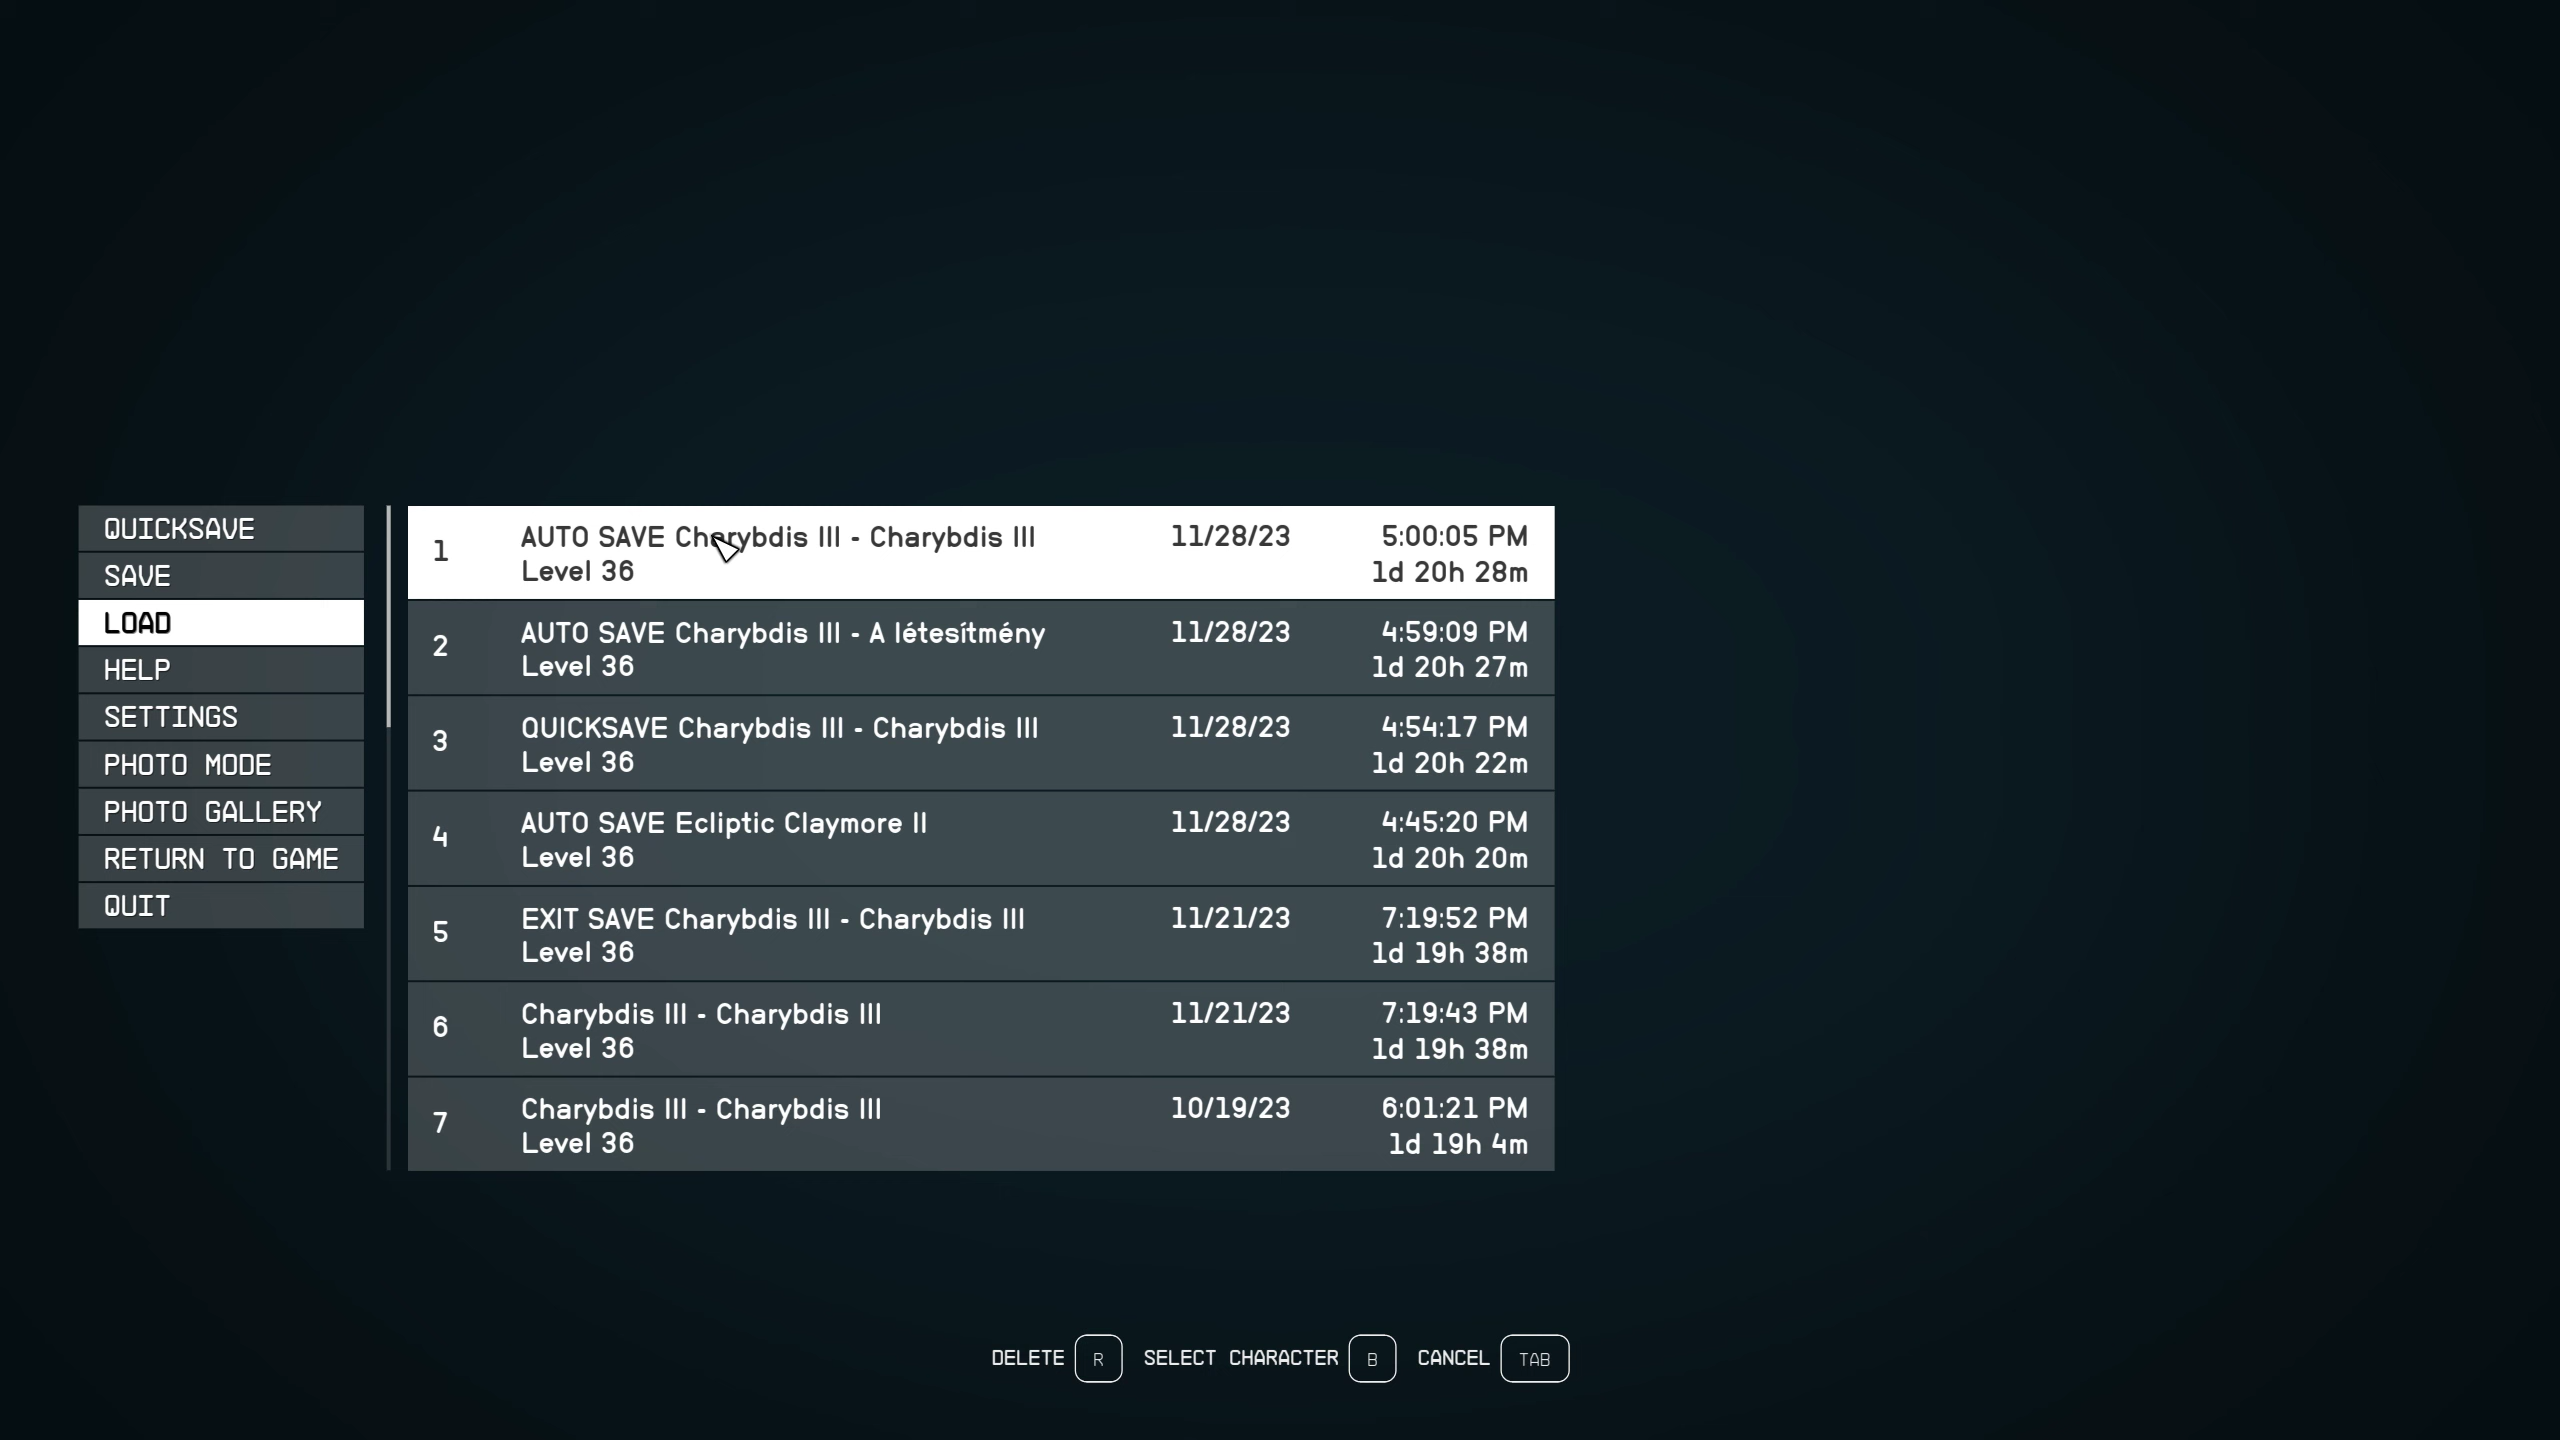 QUICKSAVE
SAVE
LOAD
HELP
SETTINGS
PHOTO MODE
PHOTO GALLERY
RETURN TO GAME
QUIT
1 AUTO SAVE Charybdis III - Charybdis III 11/28/23 5:00:05 PM
Level 36 1d 20h 28m
2 AUTO SAVE Charybdis III - A létesítmény 11/28/23 4:59:09 PM
Level 36 1d 20h 27m
3 QUICKSAVE Charybdis III - Charybdis III 11/28/23 4:54:17 PM
Level 36 1d 20h 22m
4 AUTO SAVE Ecliptic Claymore II 11/28/23 4:45:20 PM
Level 36 1d 20h 20m
5 EXIT SAVE Charybdis III - Charybdis III 11/21/23 7:19:52 PM
Level 36 1d 19h 38m
6 Charybdis III - Charybdis III 11/21/23 7:19:43 PM
Level 36 1d 19h 38m
7 Charybdis III - Charybdis III 10/19/23 6:01:21 PM
Level 36 1d 19h 4m
DELETE R SELECT CHARACTER B CANCEL TAB